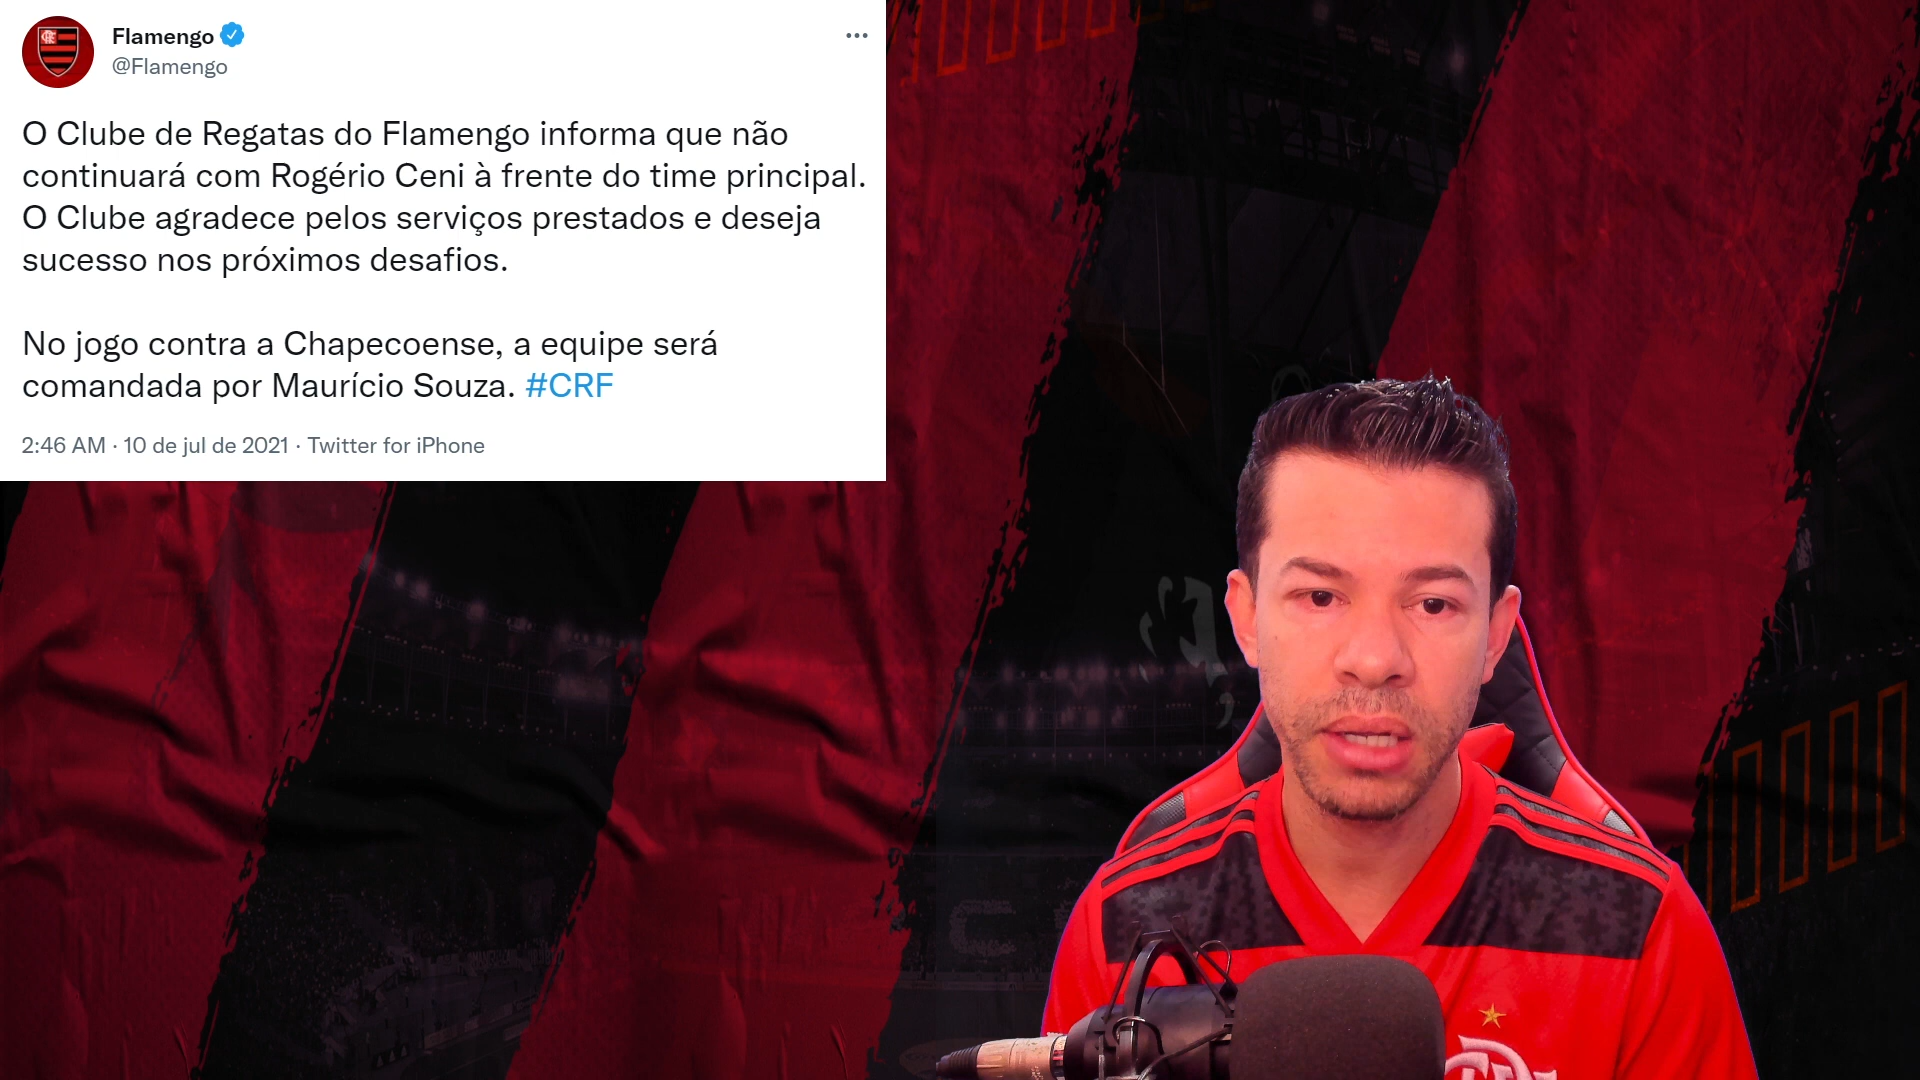 Flamengo
@Flamengo
O Clube de Regatas do Flamengo informa que não
continuará com Rogério Ceni à frente do time principal.
O Clube agradece pelos serviços prestados e deseja
sucesso nos próximos desafios.
No jogo contra a Chapecoense, a equipe será
comandada por Maurício Souza. #CRF
2:46 AM · 10 de jul de 2021 · Twitter for iPhone